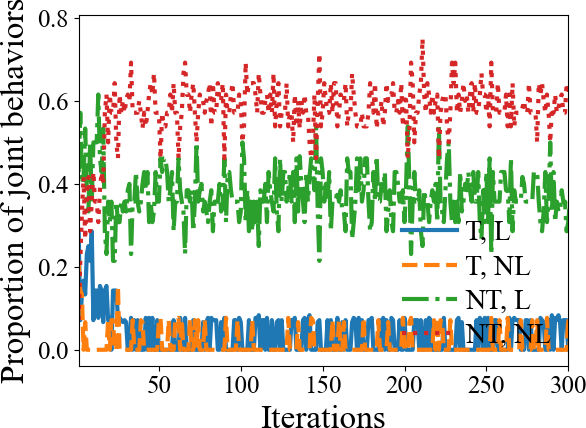 Proportion of joint behaviors
0.8
0.6
0.4
0.2
0.0
T, L
T, NL
NT, L
NT, NL
50
100
150
200
250
300
Iterations